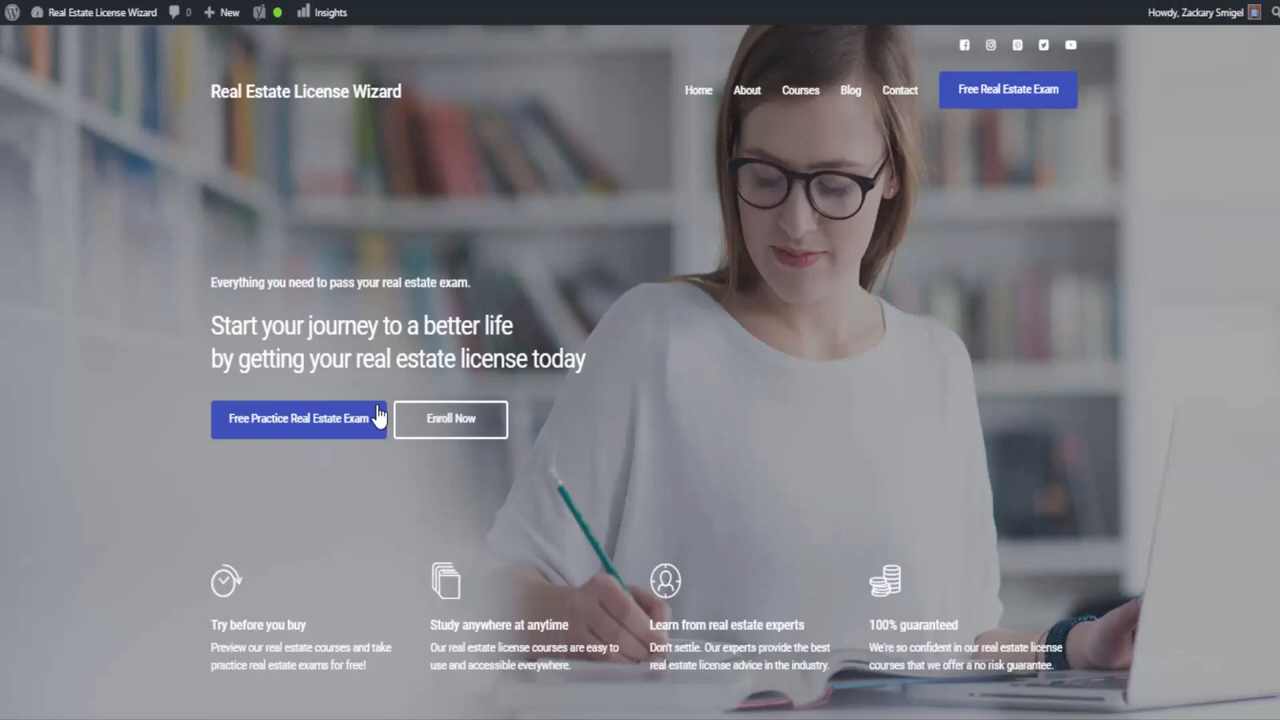 Real Estate License Wizard 0 New Insights Howdy, Zackary Smigel
Real Estate License Wizard
Home About Courses Blog Contact Free Real Estate Exam
Everything you need to pass your real estate exam.
Start your journey to a better life
by getting your real estate license today
Free Practice Real Estate Exam Enroll Now
Try before you buy
Preview our real estate courses and take
practice real estate exams for free!
Study anywhere at anytime
Our real estate license courses are easy to
use and accessible everywhere.
Learn from real estate experts
Don't settle. Our experts provide the best
real estate license advice in the industry.
100% guaranteed
We're so confident in our real estate license
courses that we offer a no risk guarantee.